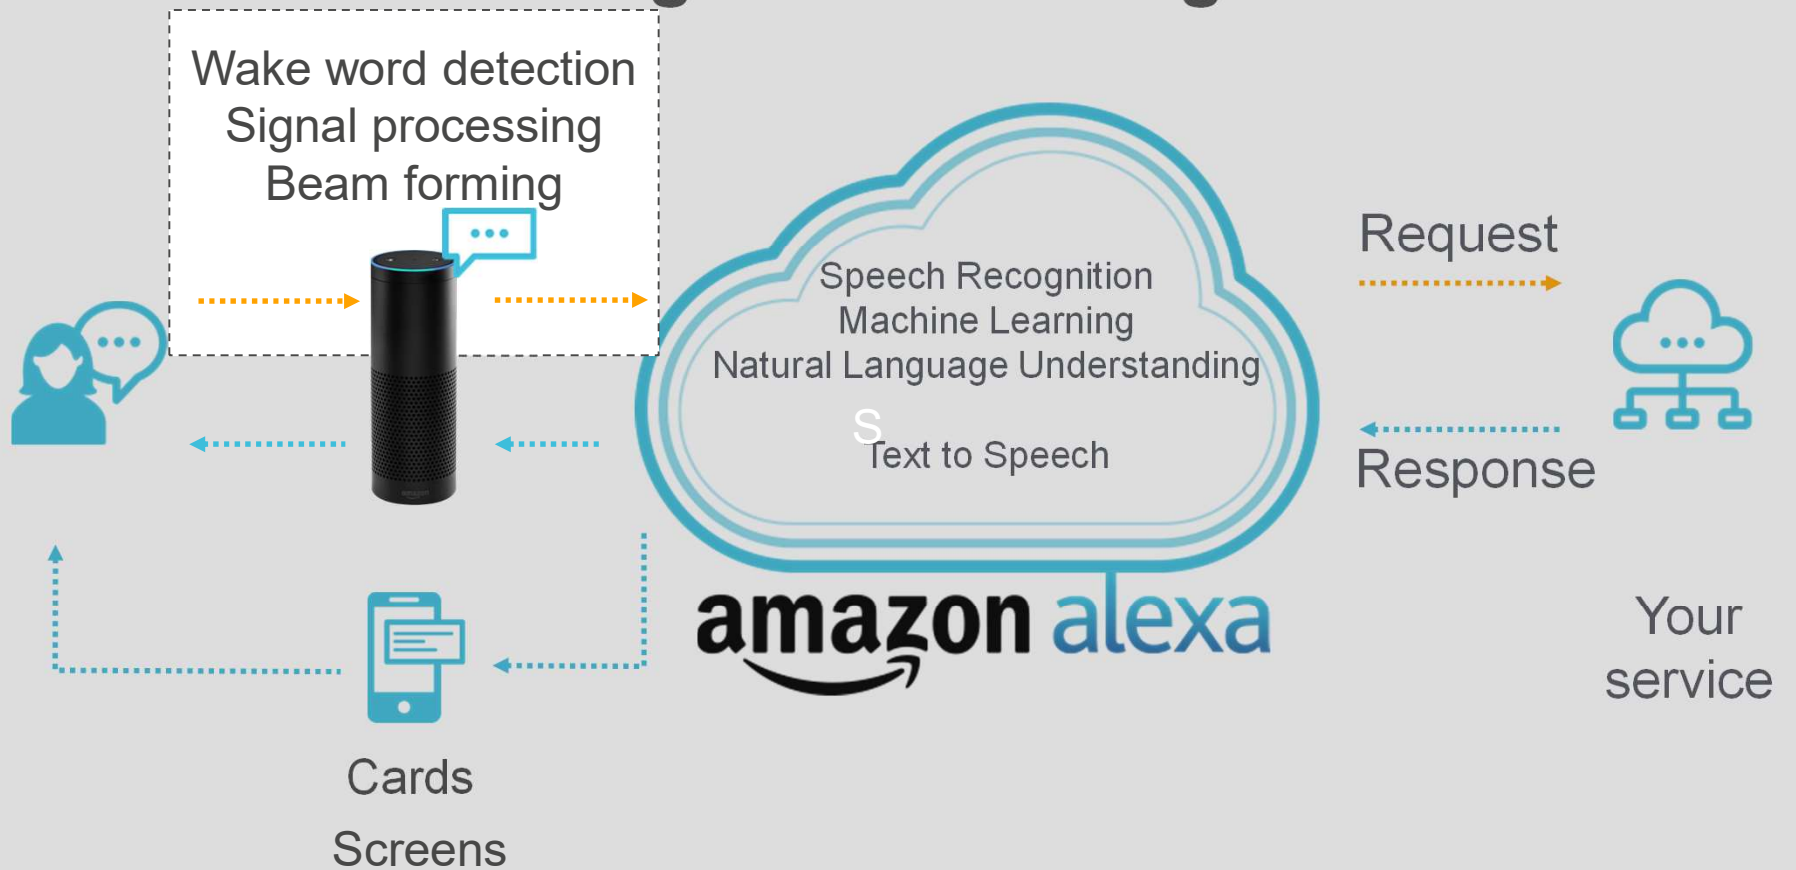 Wake word detection
Signal processing
Beam forming
Speech Recognition
Machine Learning
Natural Language Understanding
S
Text to Speech
Request
Response
amazon
amazon alexa
Your
service
Cards
Screens